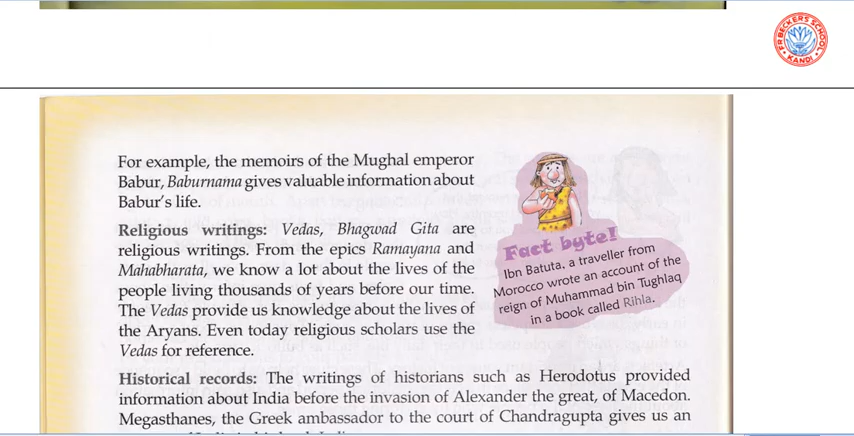 ERBECKERS SCHOOL
KANDI
For example, the memoirs of the Mughal emperor
Babur, Baburnama gives valuable information about
Babur's life.
Religious writings: Vedas, Bhagwad Gita are
religious writings. From the epics Ramayana and
Mahabharata, we know a lot about the lives of the
people living thousands of years before our time.
The Vedas provide us knowledge about the lives of
the Aryans. Even today religious scholars use the
Vedas for reference.
Fact byte!
Ibn Batuta, a traveller from
Morocco wrote an account of the
reign of Muhammad bin Tughlaq
in a book called Rihla.
Historical records: The writings of historians such as Herodotus provided
information about India before the invasion of Alexander the great, of Macedon.
Megasthanes, the Greek ambassador to the court of Chandragupta gives us an